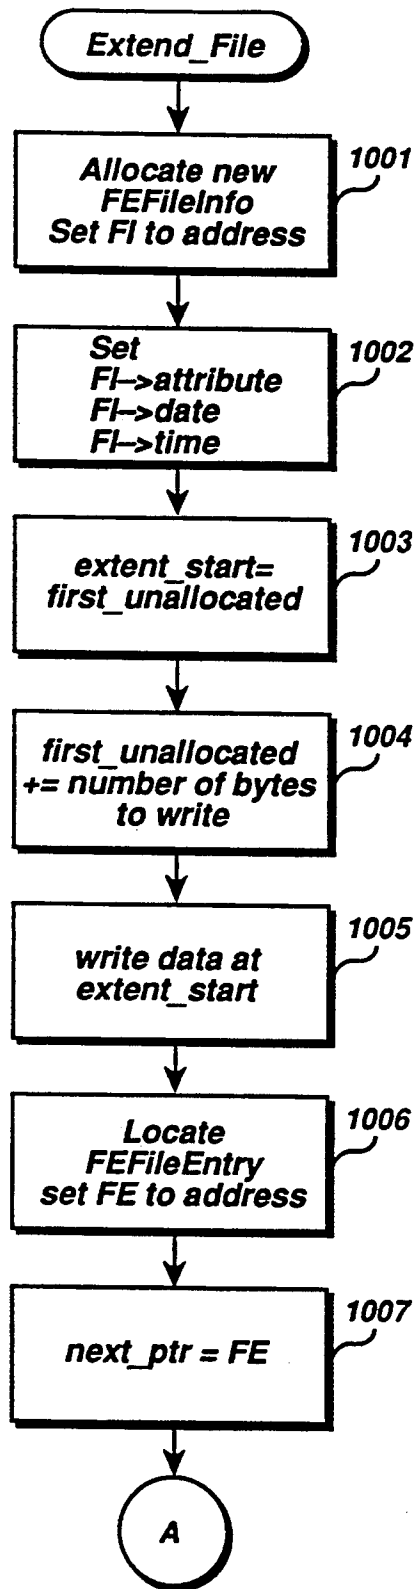 Extend_File
1001
Allocate new
FEFileInfo
Set FI to address
1002
Set
FI–>attribute
FI–>date
FI–>time
1003
extent_start=
first_unallocated
1004
first_unallocated
+= number of bytes
to write
1005
write data at
extent_start
1006
Locate
FEFileEntry
set FE to address
1007
next_ptr = FE
A